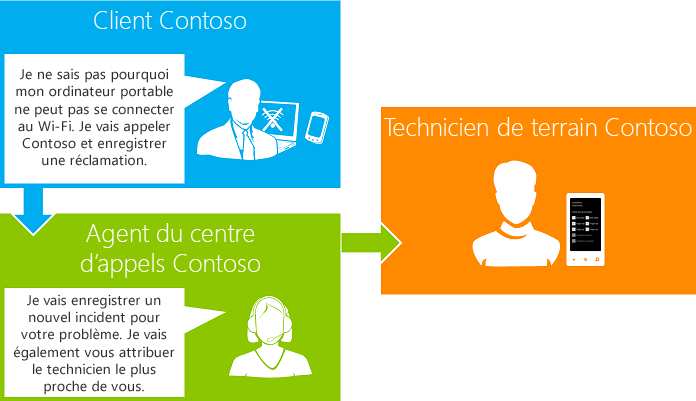 Client Contoso
Je ne sais pas pourquoi
mon ordinateur portable
ne peut pas se connecter
au Wi-Fi. Je vais appeler
Contoso et enregistrer
une réclamation.
Technicien de terrain Contoso
Agent du centre
d’appels Contoso
Je vais enregistrer un
nouvel incident pour
votre problème. Je vais
également vous attribuer
le technicien le plus
proche de vous.